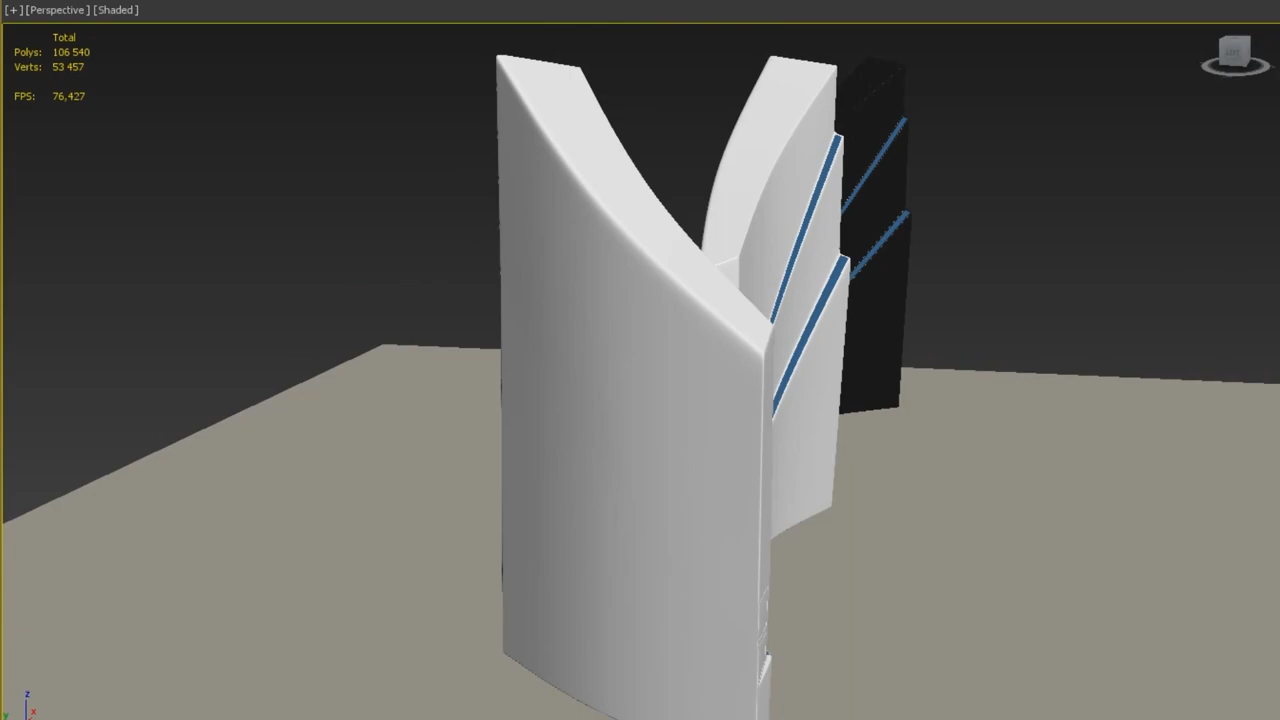 [+] [Perspective] [Shaded]
Total
Polys: 106 540
Verts: 53 457
FPS: 76,427
z
x
y